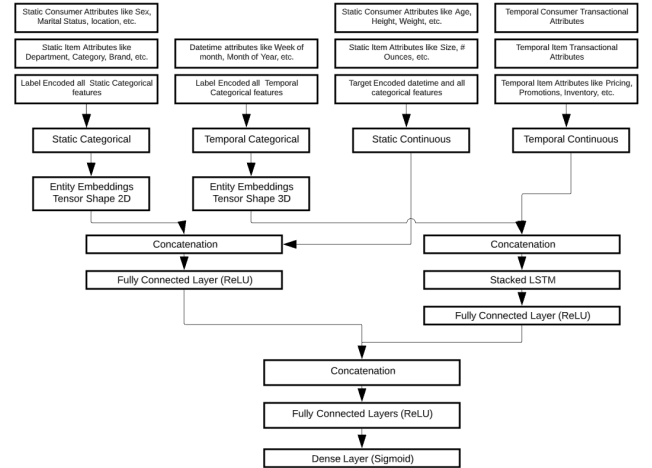 Static Consumer Attributes like Sex,
Marital Status, location, etc.
Static Item Attributes like
Department, Category, Brand, etc.
Label Encoded all  Static Categorical
features
Datetime attributes like Week of
month, Month of Year, etc.
Label Encoded all  Temporal
Categorical features
Static Consumer Attributes like Age,
Height, Weight, etc.
Static Item Attributes like Size, #
Ounces, etc.
Target Encoded datetime and all
categorical features
Temporal Consumer Transactional
Attributes
Temporal Item Transactional
Attributes
Temporal Item Attributes like Pricing,
Promotions, Inventory, etc.
Static Categorical
Temporal Categorical
Static Continuous
Temporal Continuous
Entity Embeddings
Tensor Shape 2D
Entity Embeddings
Tensor Shape 3D
Concatenation
Concatenation
Fully Connected Layer (ReLU)
Stacked LSTM
Fully Connected Layer (ReLU)
Concatenation
Fully Connected Layers (ReLU)
Dense Layer (Sigmoid)